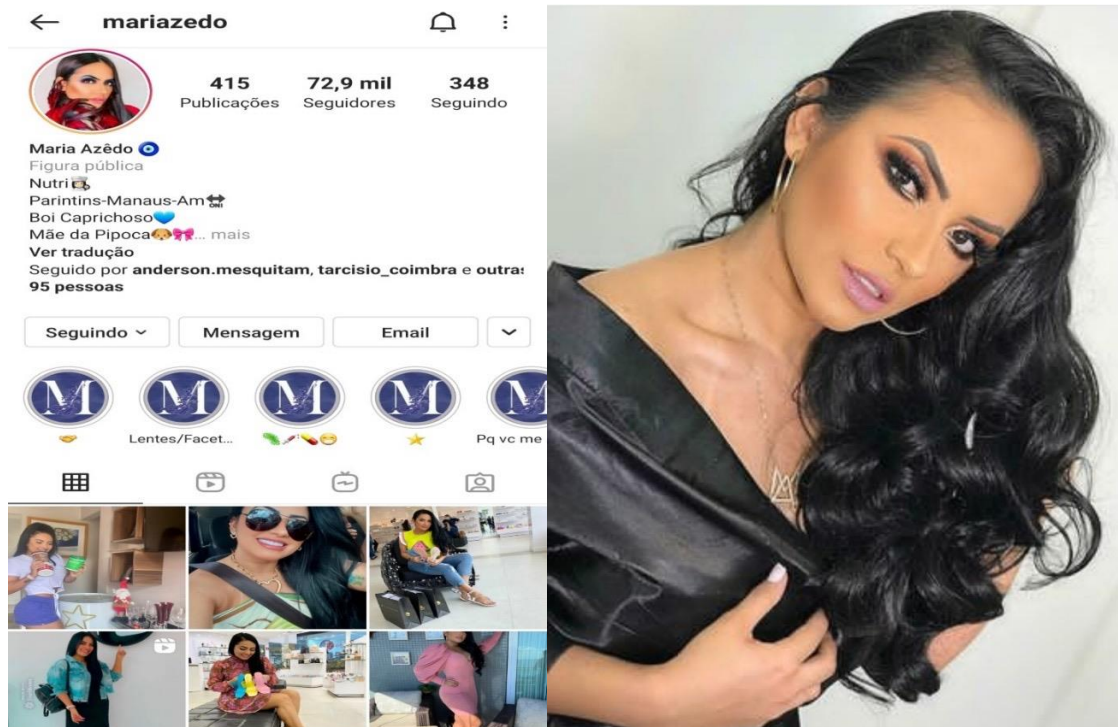 mariazedo
415 72,9 mil 348
Publicações Seguidores Seguindo
Maria Azêdo 🧿
Figura pública
Nutri
Parintins-Manaus-Am
Boi Caprichoso💙
Mãe da Pipoca🐶🎀... mais
Ver tradução
Seguido por anderson.mesquitam, tarcisio_coimbra e outras
95 pessoas
Seguindo Mensagem Email
M M M M M
Lentes/Facet... Pq vc me